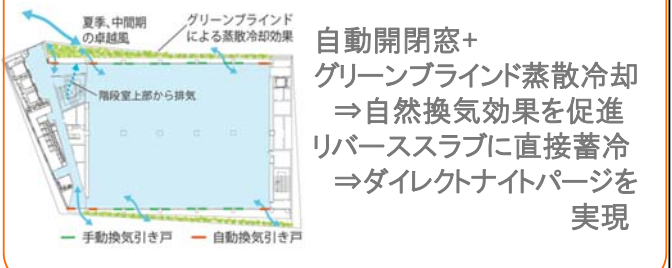 夏季、中間期
の卓越風
グリーンブラインド
による蒸散冷却効果
階段室上部から排気
手動換気引き戸
自動換気引き戸
自動開閉窓+
グリーンブラインド蒸散冷却
⇒自然換気効果を促進
リバーススラブに直接蓄冷
⇒ダイレクトナイトパージを
実現